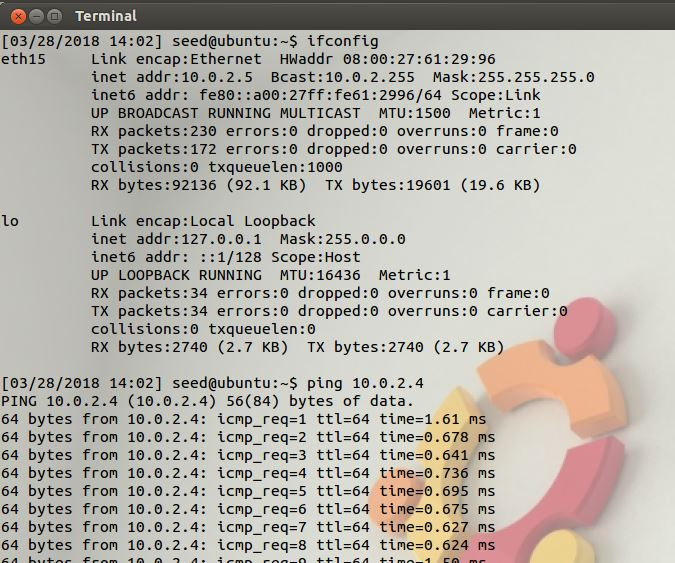 Terminal
[03/28/2018 14:02] seed@ubuntu:~$ ifconfig
eth15     Link encap:Ethernet  HWaddr 08:00:27:61:29:96
          inet addr:10.0.2.5  Bcast:10.0.2.255  Mask:255.255.255.0
          inet6 addr: fe80::a00:27ff:fe61:2996/64 Scope:Link
          UP BROADCAST RUNNING MULTICAST  MTU:1500  Metric:1
          RX packets:230 errors:0 dropped:0 overruns:0 frame:0
          TX packets:172 errors:0 dropped:0 overruns:0 carrier:0
          collisions:0 txqueuelen:1000
          RX bytes:92136 (92.1 KB)  TX bytes:19601 (19.6 KB)
lo        Link encap:Local Loopback
          inet addr:127.0.0.1  Mask:255.0.0.0
          inet6 addr: ::1/128 Scope:Host
          UP LOOPBACK RUNNING  MTU:16436  Metric:1
          RX packets:34 errors:0 dropped:0 overruns:0 frame:0
          TX packets:34 errors:0 dropped:0 overruns:0 carrier:0
          collisions:0 txqueuelen:0
          RX bytes:2740 (2.7 KB)  TX bytes:2740 (2.7 KB)
[03/28/2018 14:02] seed@ubuntu:~$ ping 10.0.2.4
PING 10.0.2.4 (10.0.2.4) 56(84) bytes of data.
64 bytes from 10.0.2.4: icmp_req=1 ttl=64 time=1.61 ms
64 bytes from 10.0.2.4: icmp_req=2 ttl=64 time=0.678 ms
64 bytes from 10.0.2.4: icmp_req=3 ttl=64 time=0.641 ms
64 bytes from 10.0.2.4: icmp_req=4 ttl=64 time=0.736 ms
64 bytes from 10.0.2.4: icmp_req=5 ttl=64 time=0.695 ms
64 bytes from 10.0.2.4: icmp_req=6 ttl=64 time=0.675 ms
64 bytes from 10.0.2.4: icmp_req=7 ttl=64 time=0.627 ms
64 bytes from 10.0.2.4: icmp_req=8 ttl=64 time=0.624 ms
64 bytes from 10.0.2.4: icmp_req=9 ttl=64 time=1.50 ms